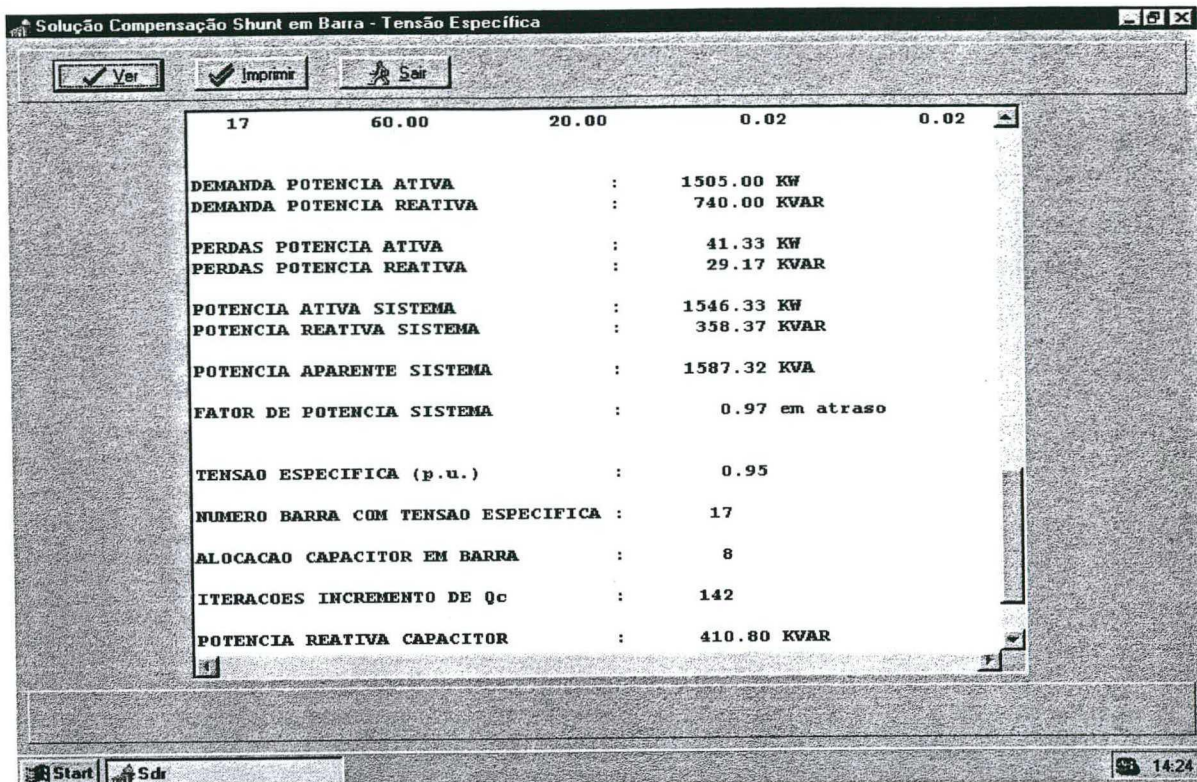 Solução Compensação Shunt em Barra - Tensão Específica
Ver Imprimir Sair
17 60.00 20.00 0.02 0.02
DEMANDA POTENCIA ATIVA : 1505.00 KW
DEMANDA POTENCIA REATIVA : 740.00 KVAR
PERDAS POTENCIA ATIVA : 41.33 KW
PERDAS POTENCIA REATIVA : 29.17 KVAR
POTENCIA ATIVA SISTEMA : 1546.33 KW
POTENCIA REATIVA SISTEMA : 358.37 KVAR
POTENCIA APARENTE SISTEMA : 1587.32 KVA
FATOR DE POTENCIA SISTEMA : 0.97 em atraso
TENSAO ESPECIFICA (p.u.) : 0.95
NUMERO BARRA COM TENSAO ESPECIFICA : 17
ALOCACAO CAPACITOR EM BARRA : 8
ITERACOES INCREMENTO DE Qc : 142
POTENCIA REATIVA CAPACITOR : 410.80 KVAR
Start Sdr 14:24